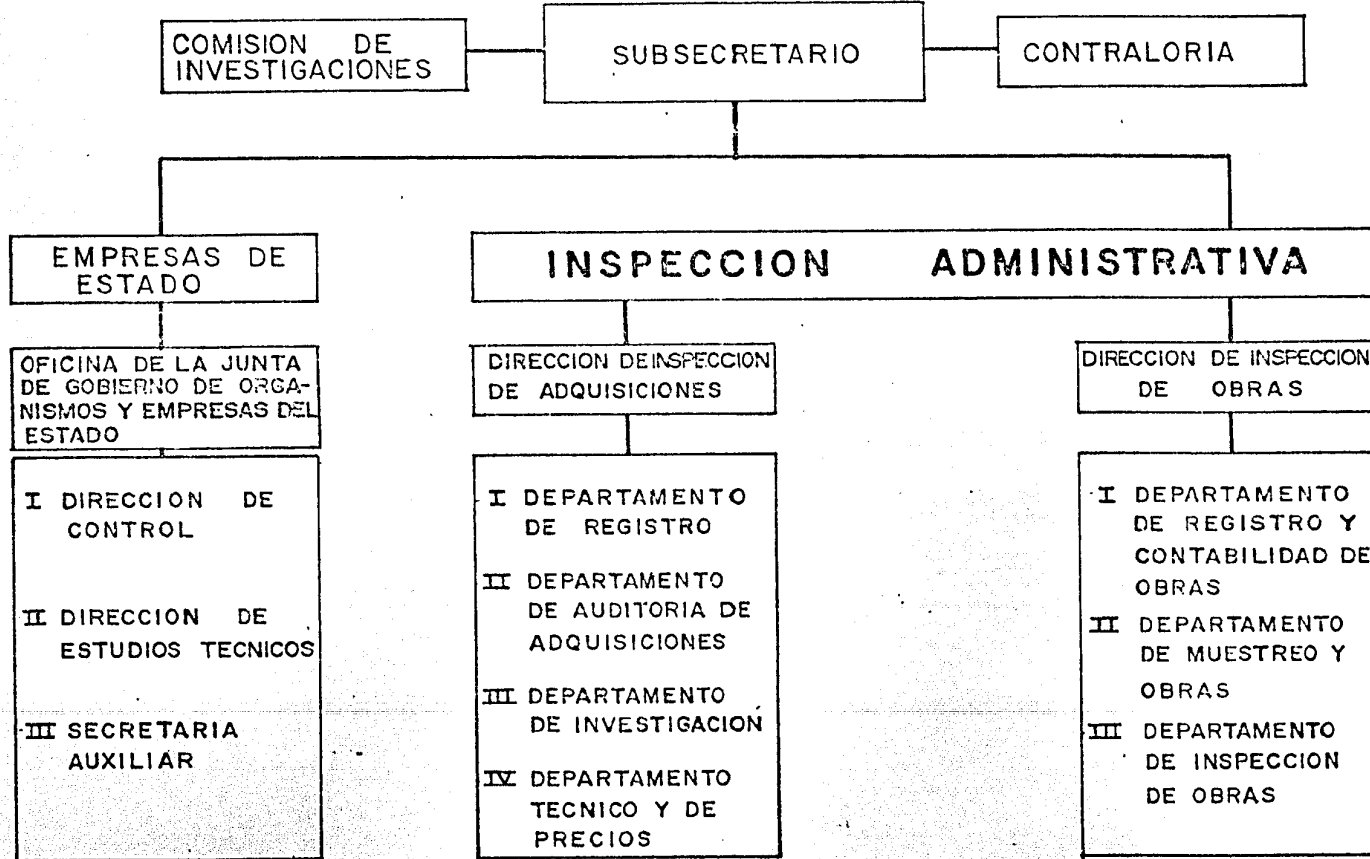 COMISION DE
INVESTIGACIONES
SUBSECRETARIO
CONTRALORIA
EMPRESAS DE
ESTADO
INSPECCION ADMINISTRATIVA
OFICINA DE LA JUNTA
DE GOBIERNO DE ORGA-
NISMOS Y EMPRESAS DEL
ESTADO
DIRECCION DE INSPECCION
DE ADQUISICIONES
DIRECCION DE INSPECCION
DE OBRAS
I DIRECCION DE
CONTROL
II DIRECCION DE
ESTUDIOS TECNICOS
III SECRETARIA
AUXILIAR
I DEPARTAMENTO
DE REGISTRO
II DEPARTAMENTO
DE AUDITORIA DE
ADQUISICIONES
III DEPARTAMENTO
DE INVESTIGACION
IV DEPARTAMENTO
TECNICO Y DE
PRECIOS
I DEPARTAMENTO
DE REGISTRO Y
CONTABILIDAD DE
OBRAS
II DEPARTAMENTO
DE MUESTREO Y
OBRAS
III DEPARTAMENTO
DE INSPECCION
DE OBRAS